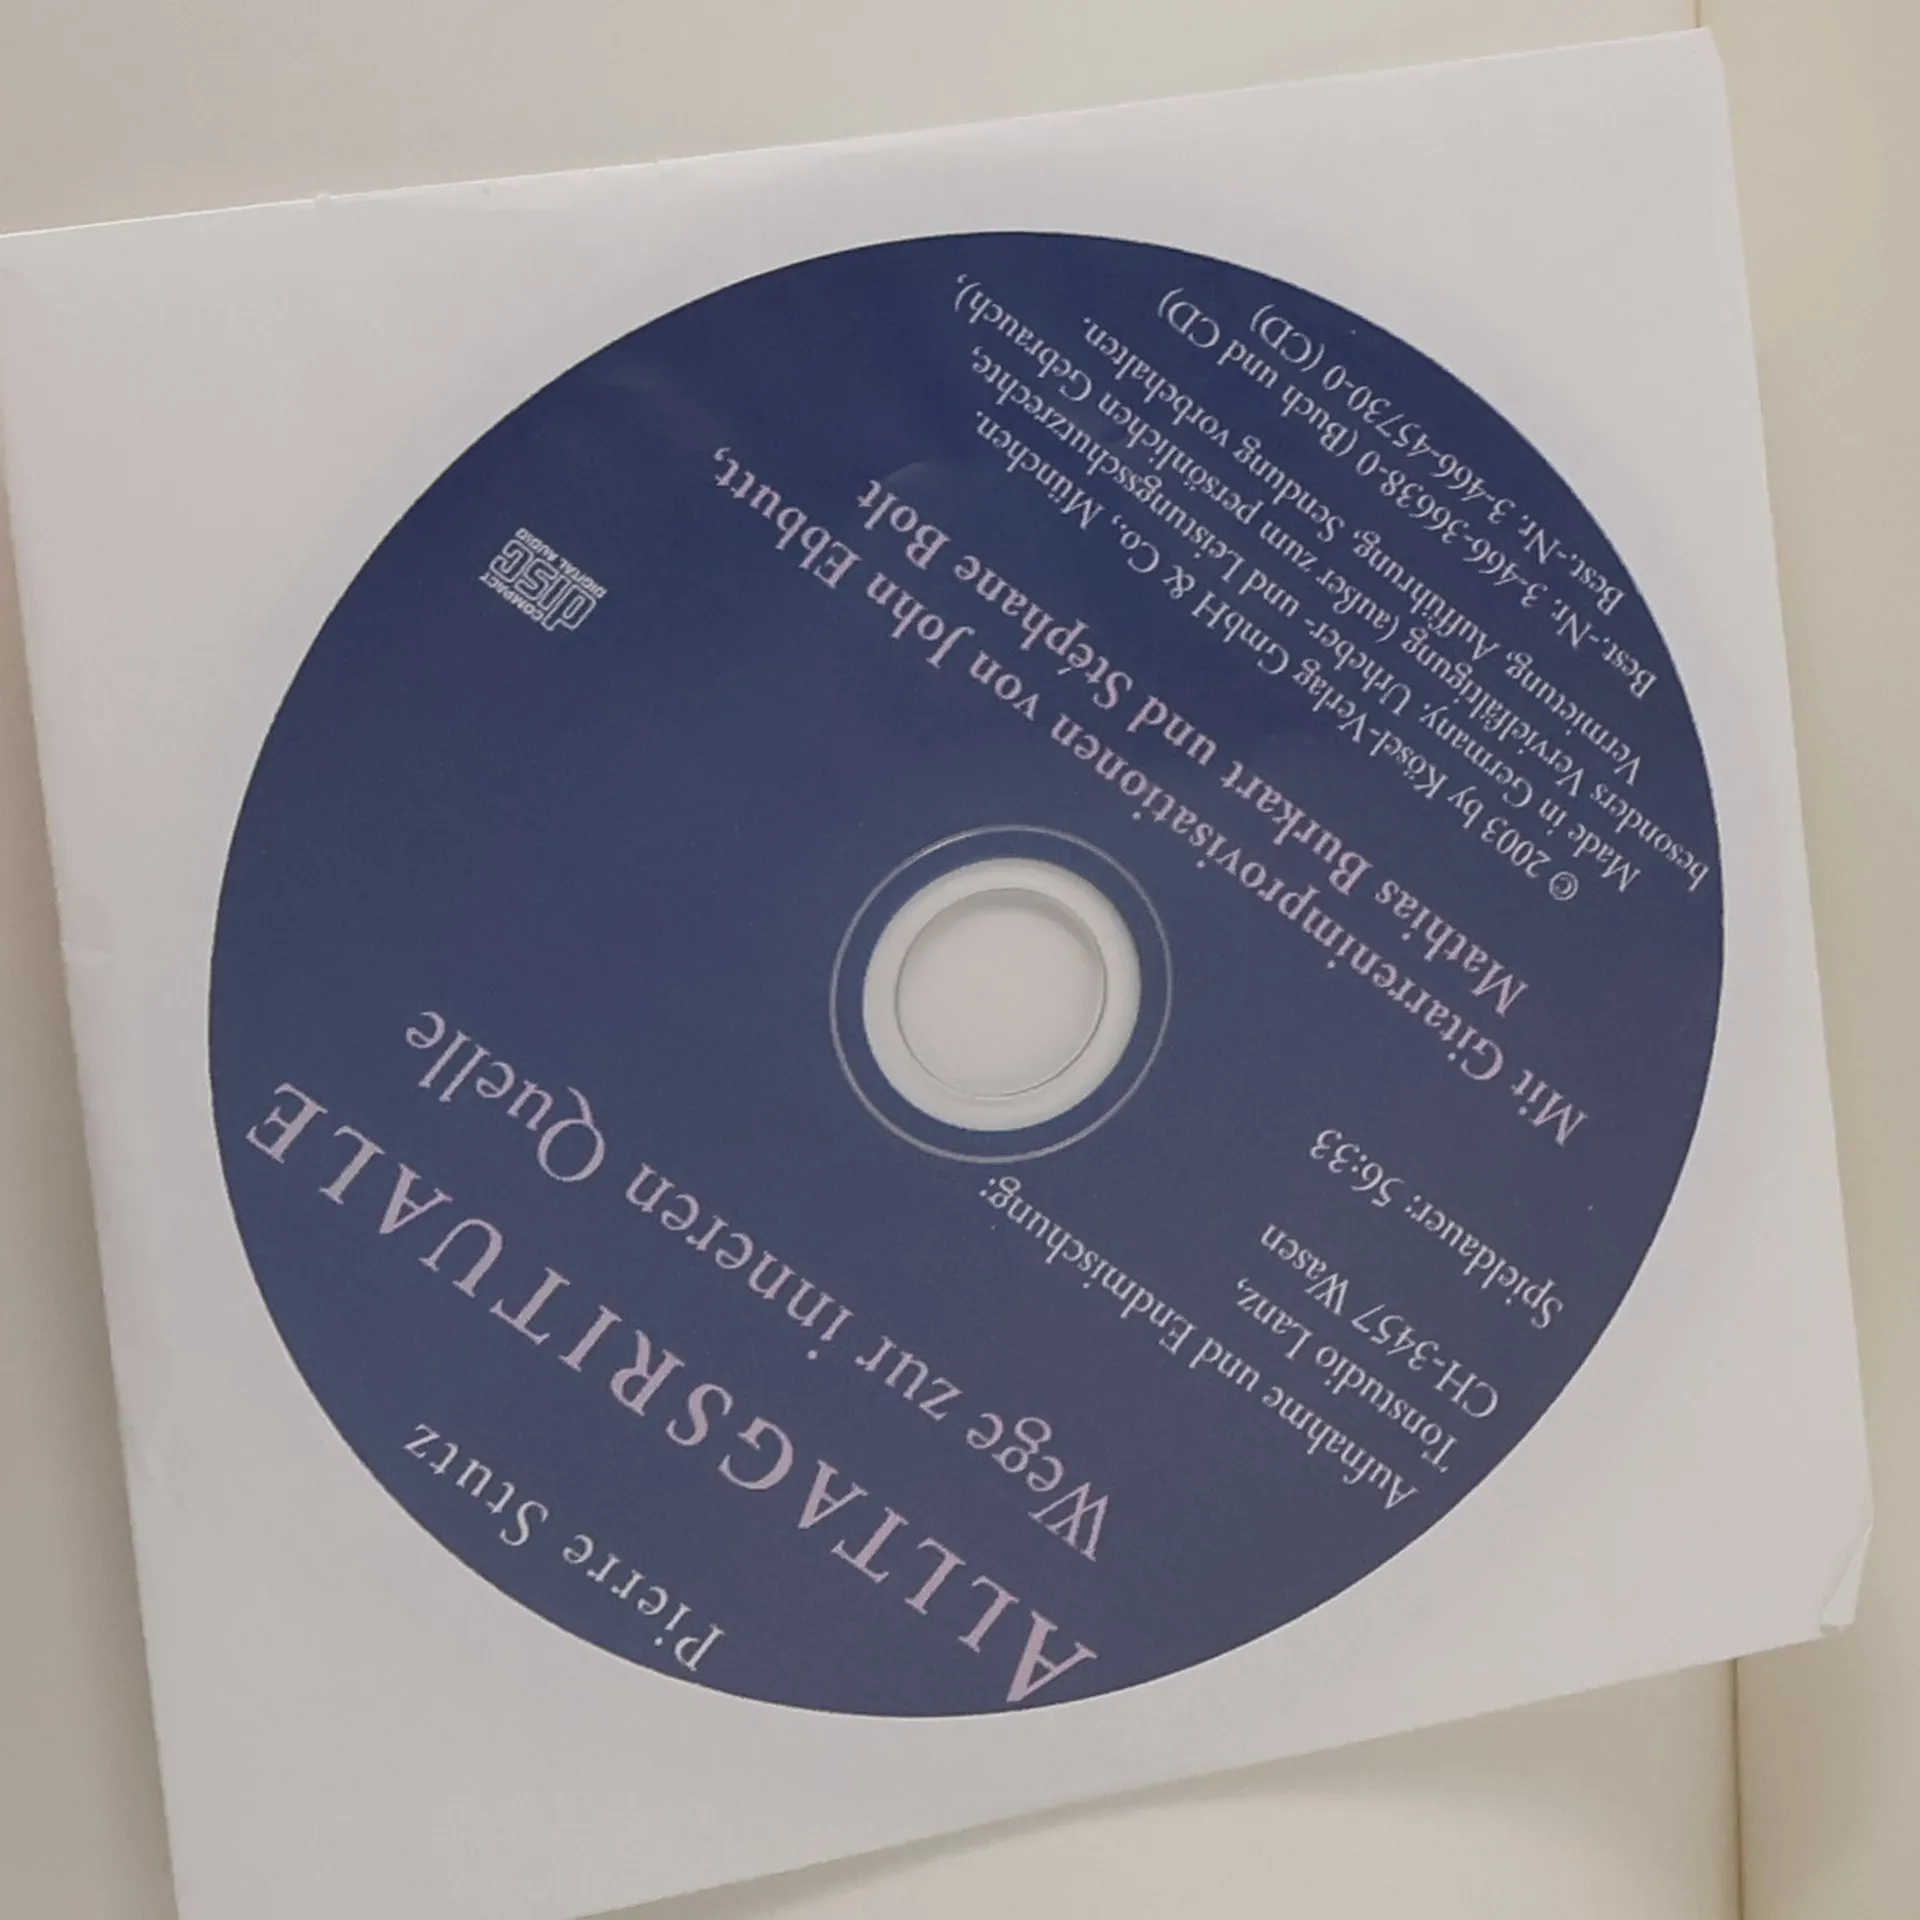 Pierre Stutz
ALLTAGSRITUALE
Wege zur inneren Quelle
Aufnahme und Endmischung:
Tonstudio Lanz,
CH-3457 Wasen
Spieldauer: 56:33
COMPACT
disc
DIGITAL AUDIO
Mit Gitarrenimprovisationen von John Ebbutt,
Mathias Burkart und Stéphane Bolt
© 2003 by Kösel-Verlag GmbH & Co., München.
Made in Germany. Urheber- und Leistungsschurzrechte,
besonders Vervielfältigung (außer zum persönlichen Gebrauch),
Vermietung, Aufführung, Sendung vorbehalten.
Best.-Nr. 3-466-36638-0 (Buch und CD)
Best.-Nr. 3-466-45730-0 (CD)